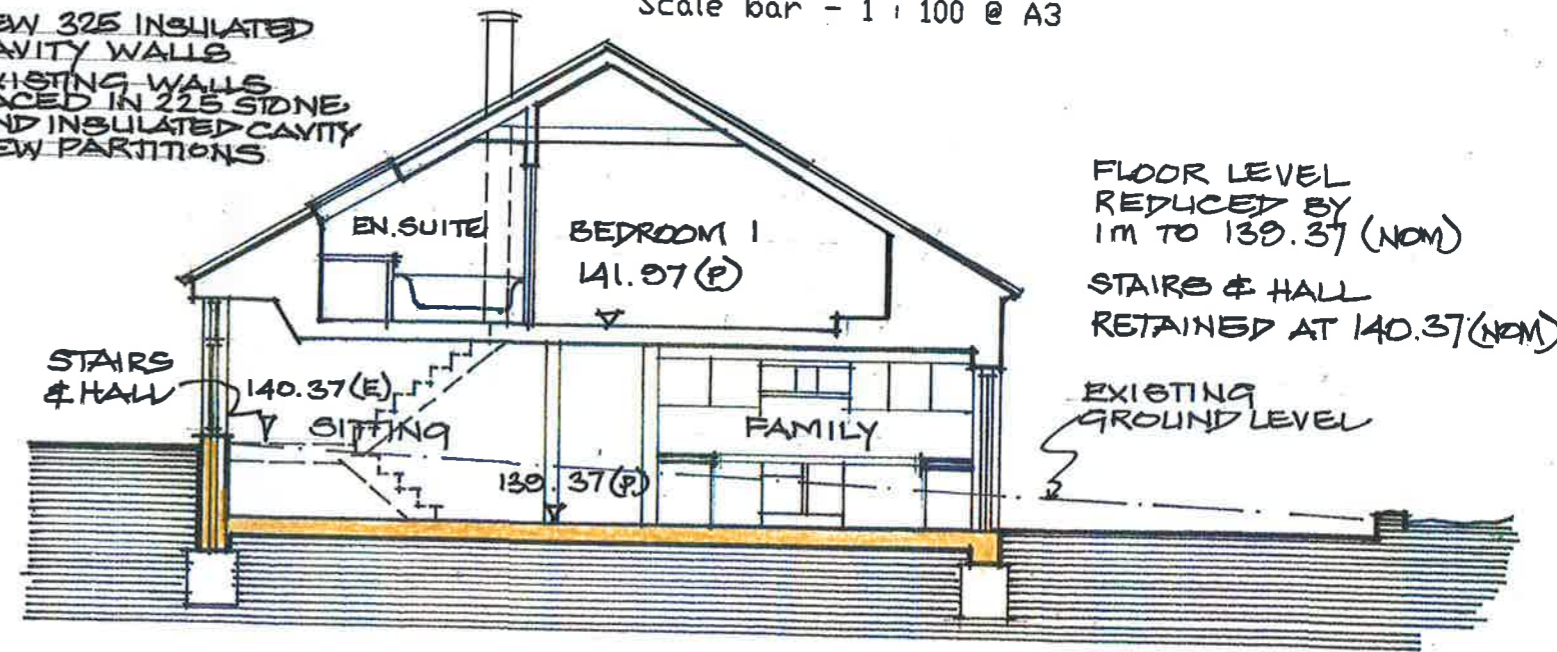 Scale bar - 1 : 100 @ A3
EW 325 INSULATED
AVITY WALLS
XISTING WALLS
ACED IN 225 STONE
ND INSULATED CAVITY
EW PARTITIONS
EN.SUITE
BEDROOM 1
141.97 (P)
FLOOR LEVEL
REDUCED BY
1M TO 139.37 (NOM)
STAIRS & HALL
RETAINED AT 140.37 (NOM)
STAIRS
& HALL
140.37 (E)
SITTING
FAMILY
139.37 (P)
EXISTING
GROUND LEVEL